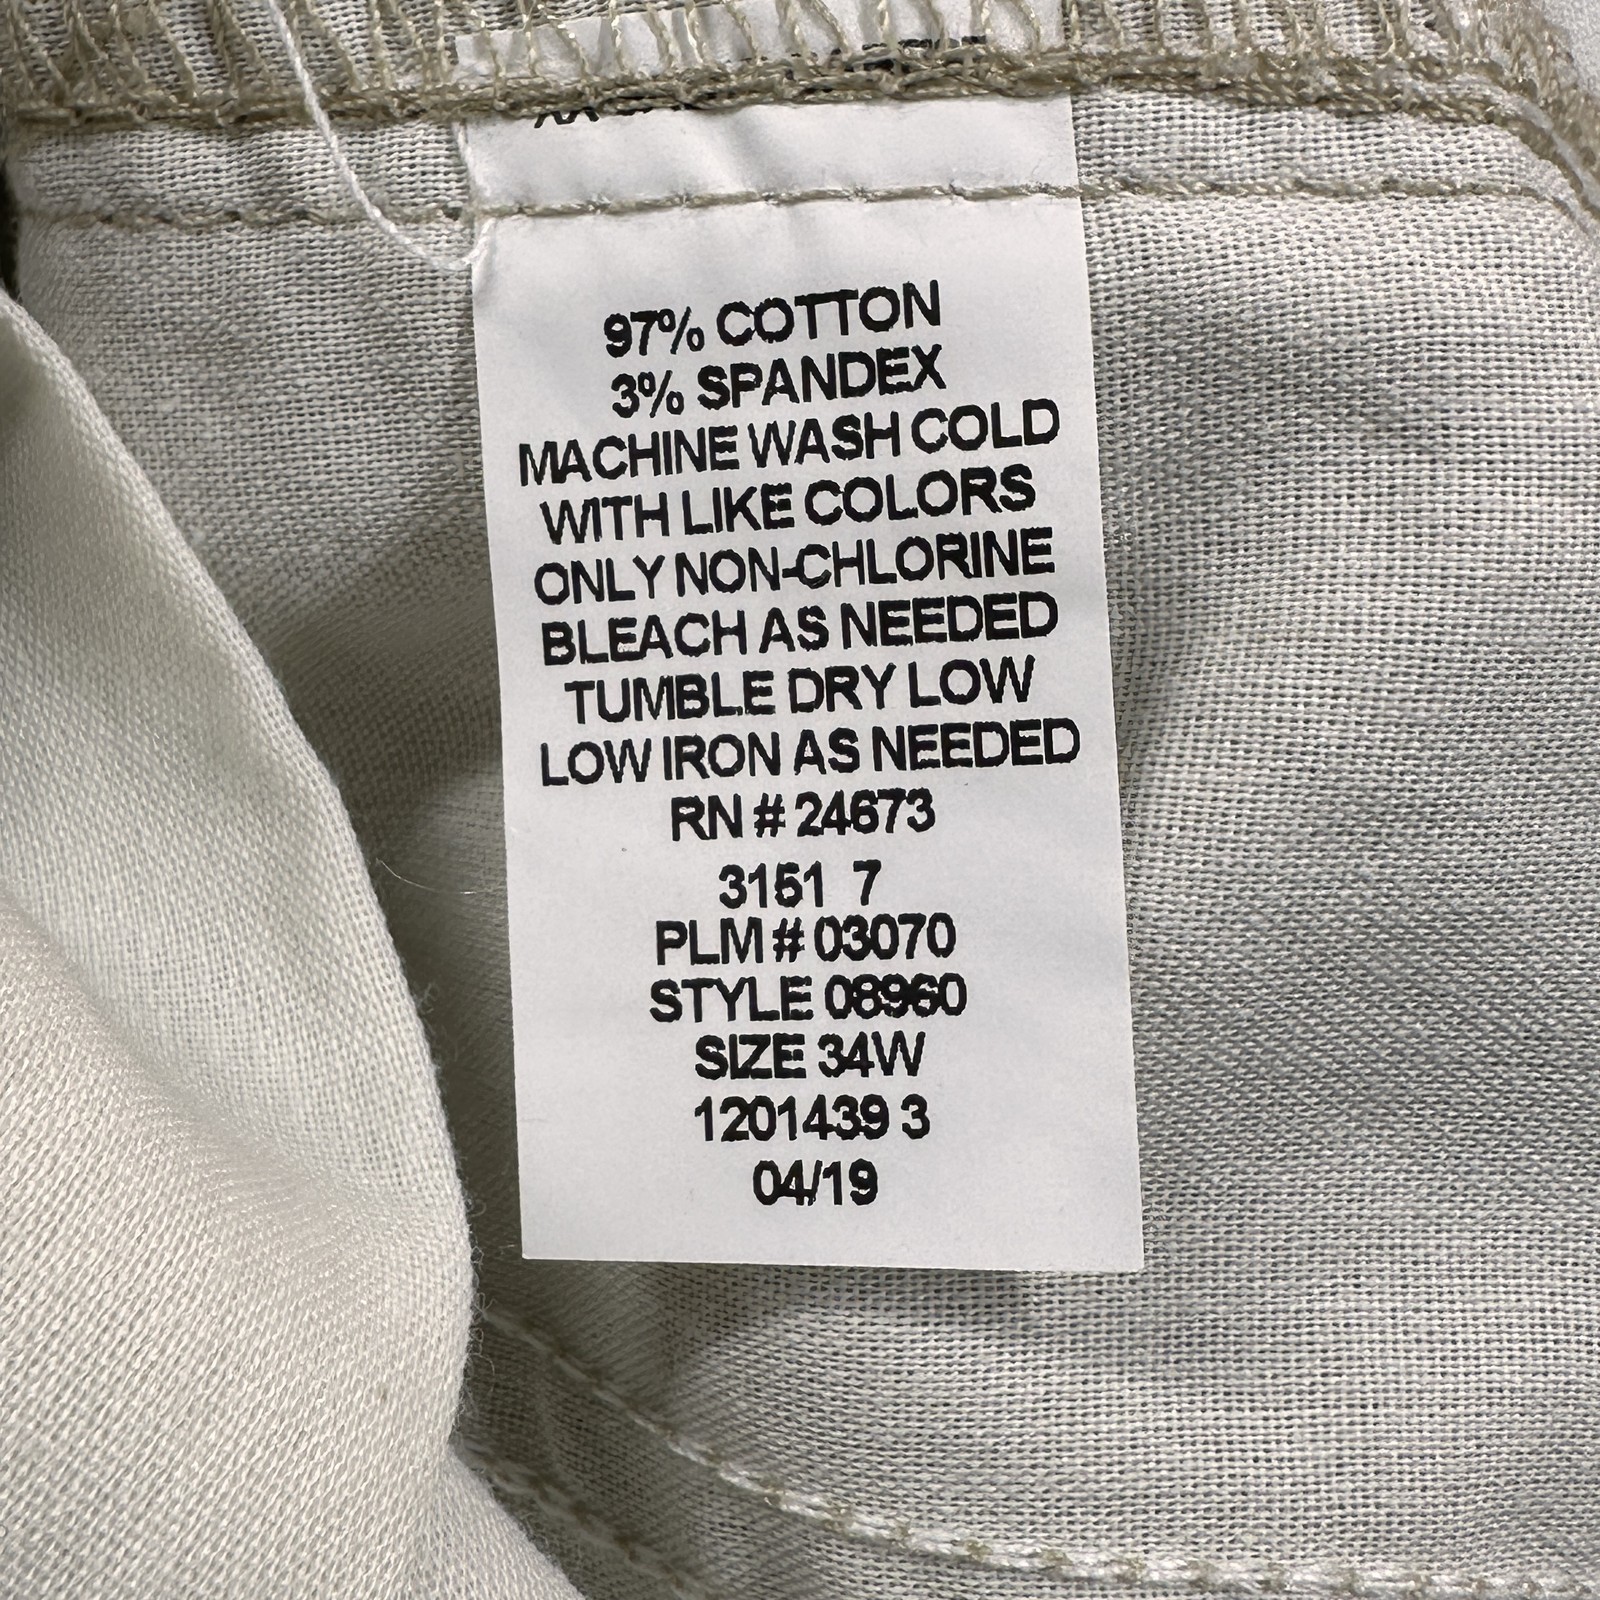 97% COTTON
3% SPANDEX
MACHINE WASH COLD
WITH LIKE COLORS
ONLY NON-CHLORINE
BLEACH AS NEEDED
TUMBLE DRY LOW
LOW IRON AS NEEDED
RN # 24673
3151 7
PLM # 03070
STYLE 08960
SIZE 34W
1201439 3
04/19